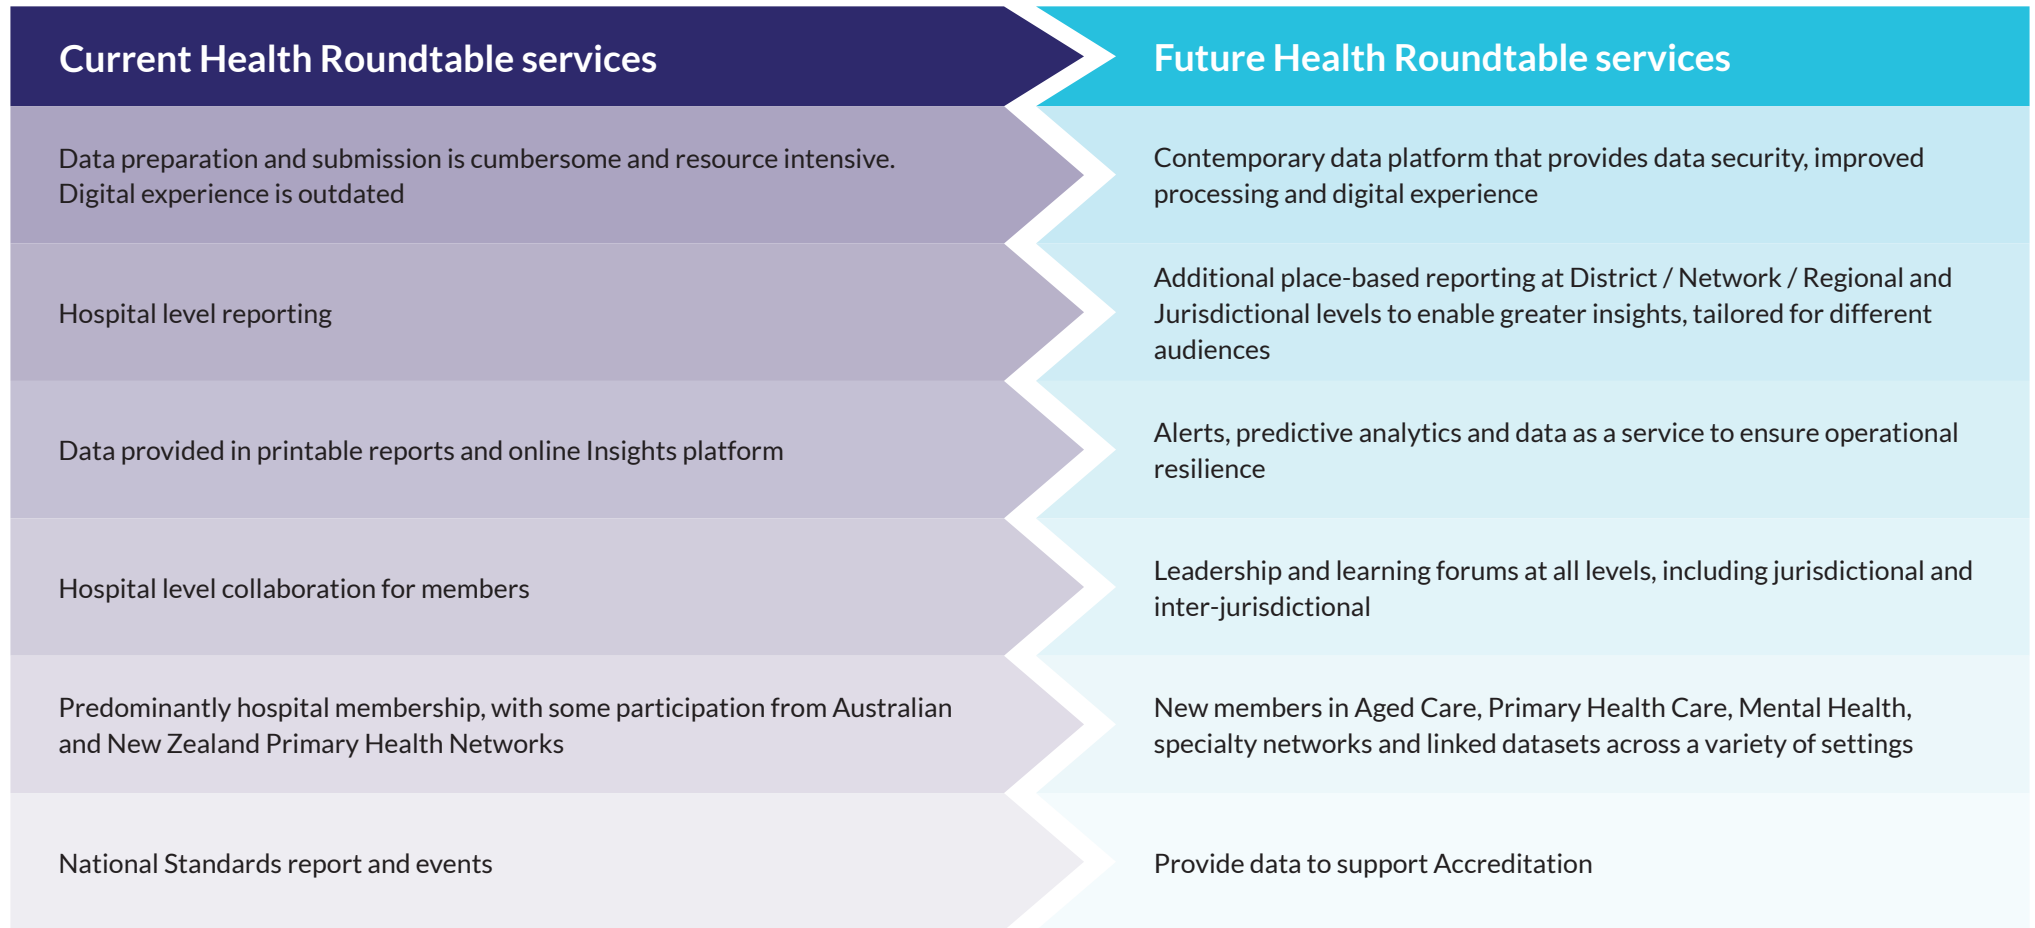 Current Health Roundtable services
Future Health Roundtable services
Data preparation and submission is cumbersome and resource intensive.
Digital experience is outdated
Contemporary data platform that provides data security, improved
processing and digital experience
Hospital level reporting
Additional place-based reporting at District / Network / Regional and
Jurisdictional levels to enable greater insights, tailored for different
audiences
Data provided in printable reports and online Insights platform
Alerts, predictive analytics and data as a service to ensure operational
resilience
Hospital level collaboration for members
Leadership and learning forums at all levels, including jurisdictional and
inter-jurisdictional
Predominantly hospital membership, with some participation from Australian
and New Zealand Primary Health Networks
New members in Aged Care, Primary Health Care, Mental Health,
specialty networks and linked datasets across a variety of settings
National Standards report and events
Provide data to support Accreditation